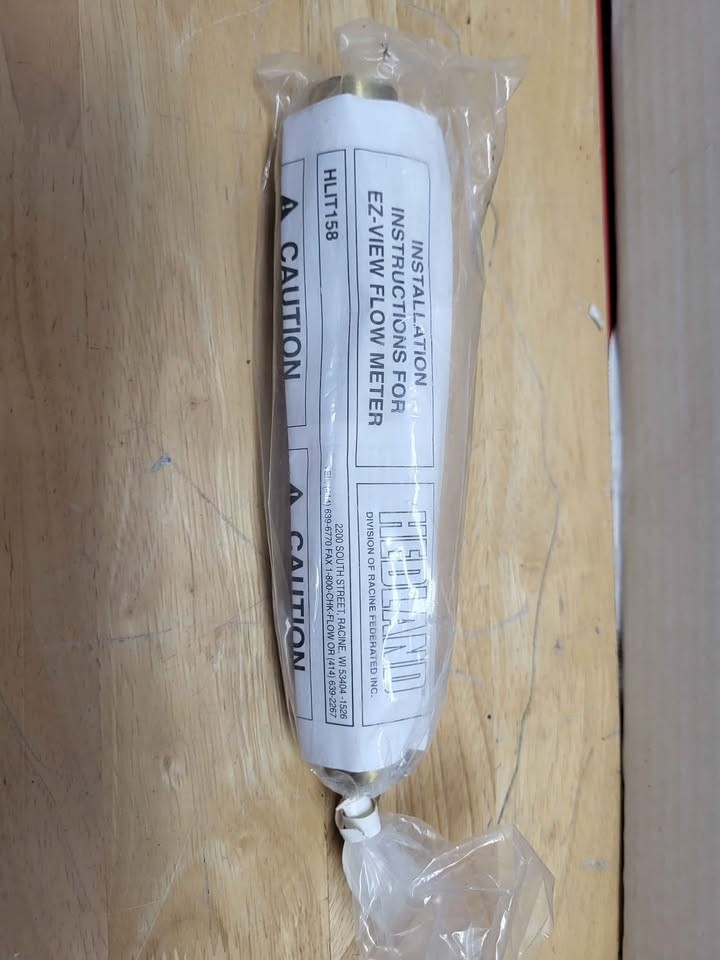 INSTALLATION
INSTRUCTIONS FOR
EZ-VIEW FLOW METER
HEDLAND
DIVISION OF RACINE FEDERATED INC.
HLIT158
2200 SOUTH STREET, RACINE, WI 53404-1526
(414) 639-6770 FAX 1-800-CHK-FLOW OR (414) 639-2267
⚠ CAUTION
⚠ CAUTION